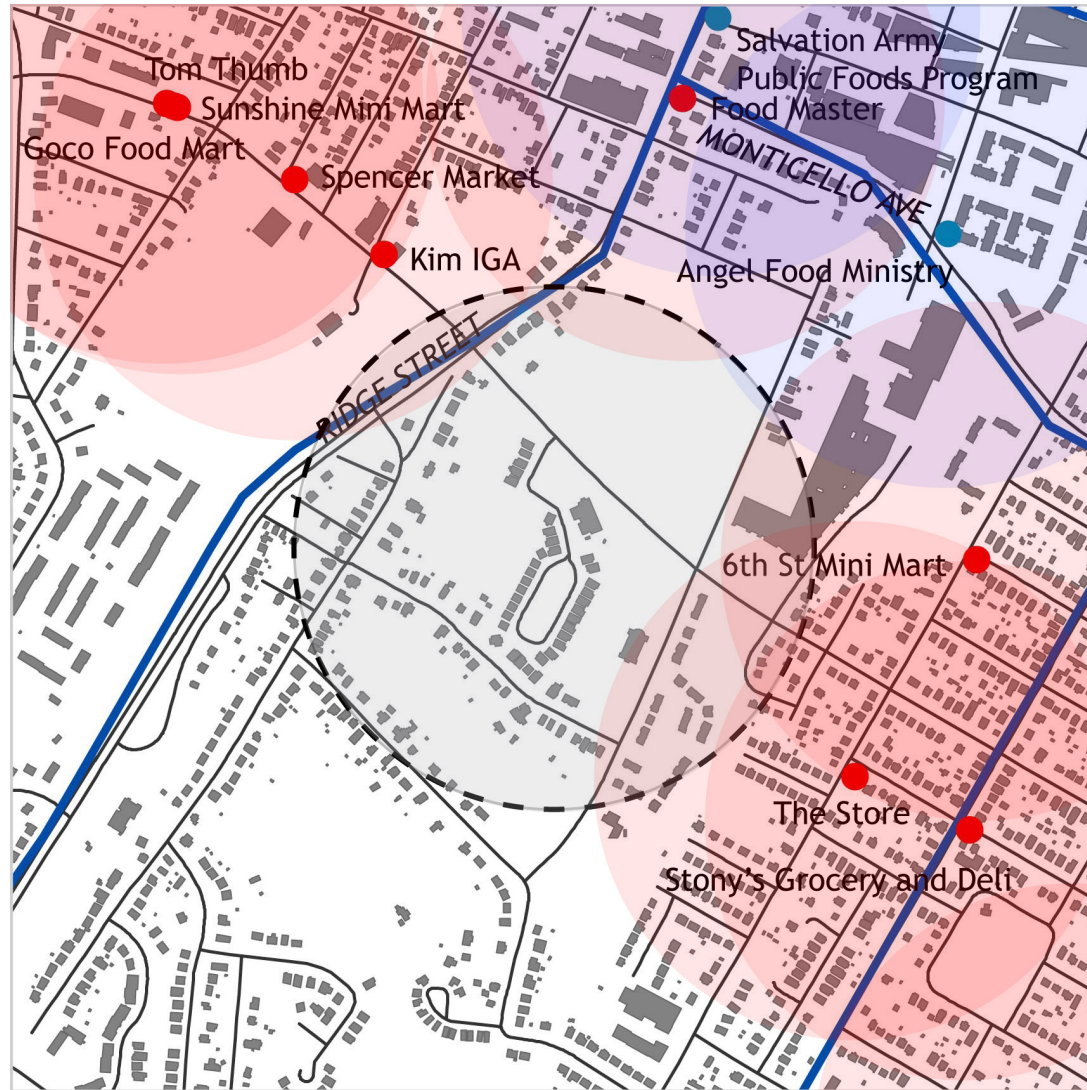 Salvation Army
Public Foods Program
Tom Thumb
Sunshine Mini Mart
Food Master
Goco Food Mart
MONTICELLO AVE
Spencer Market
Kim IGA
Angel Food Ministry
RIDGE STREET
6th St Mini Mart
The Store
Stony's Grocery and Deli